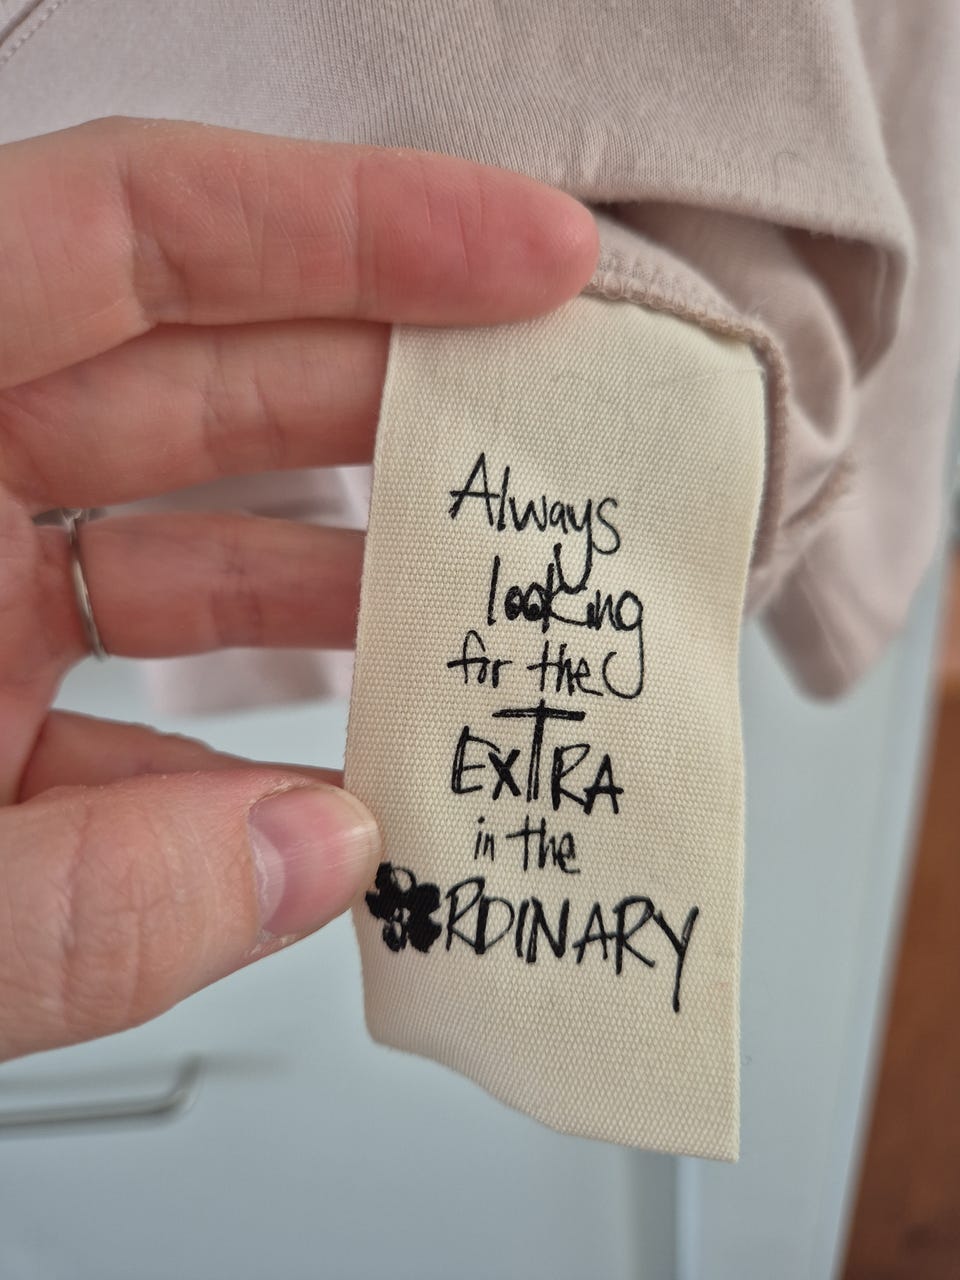 Always
looking
for the
ExTRA
in the
ORDINARY